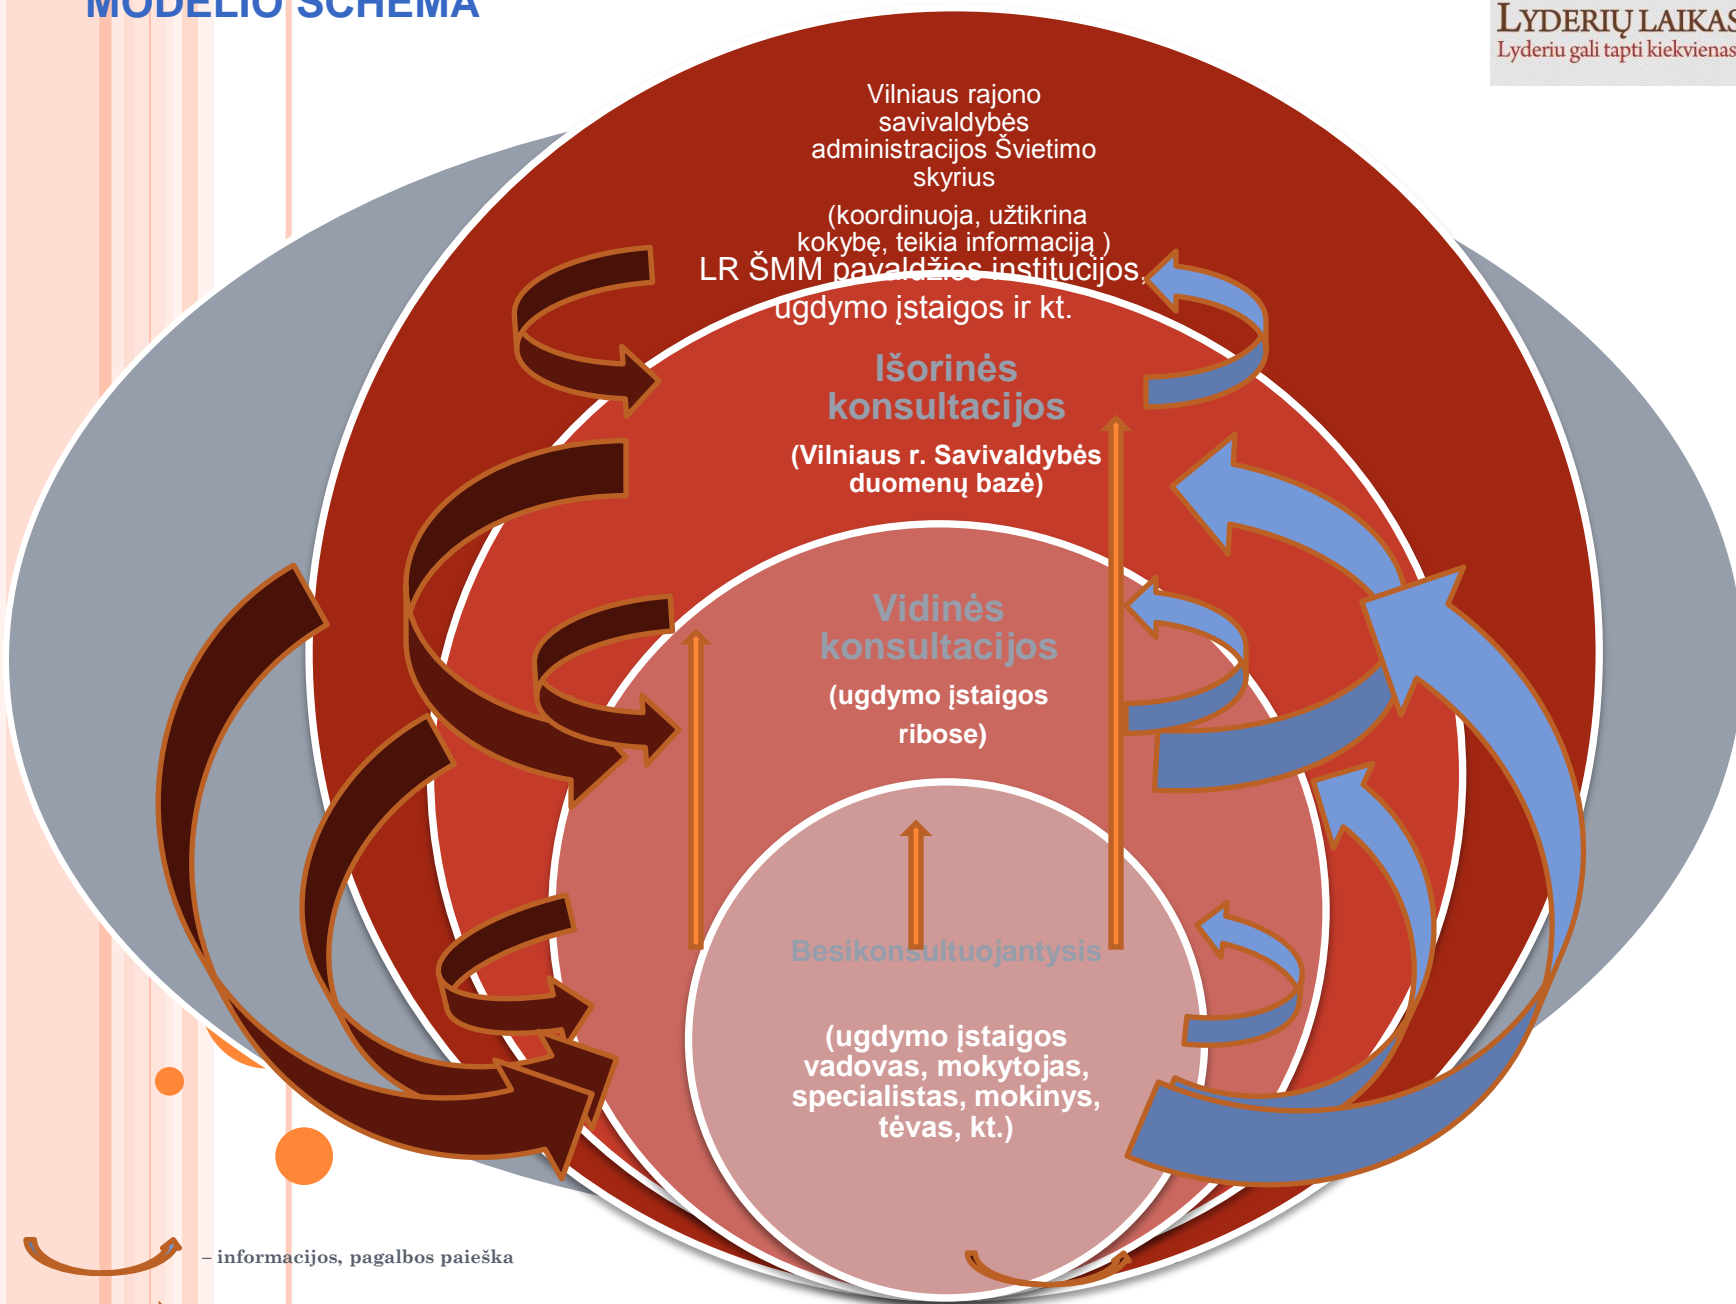 MODELIO SCHEMA
LYDERIŲ LAIKAS
Lyderiu gali tapti kiekvienas
Vilniaus rajono
savivaldybės
administracijos Švietimo
skyrius
(koordinuoja, užtikrina
kokybę, teikia informaciją )
LR ŠMM pavaldžios institucijos,
ugdymo įstaigos ir kt.
Išorinės
konsultacijos
(Vilniaus r. Savivaldybės
duomenų bazė)
Vidinės
konsultacijos
(ugdymo įstaigos
ribose)
Besikonsultuojantysis
(ugdymo įstaigos
vadovas, mokytojas,
specialistas, mokinys,
tėvas, kt.)
– informacijos, pagalbos paieška